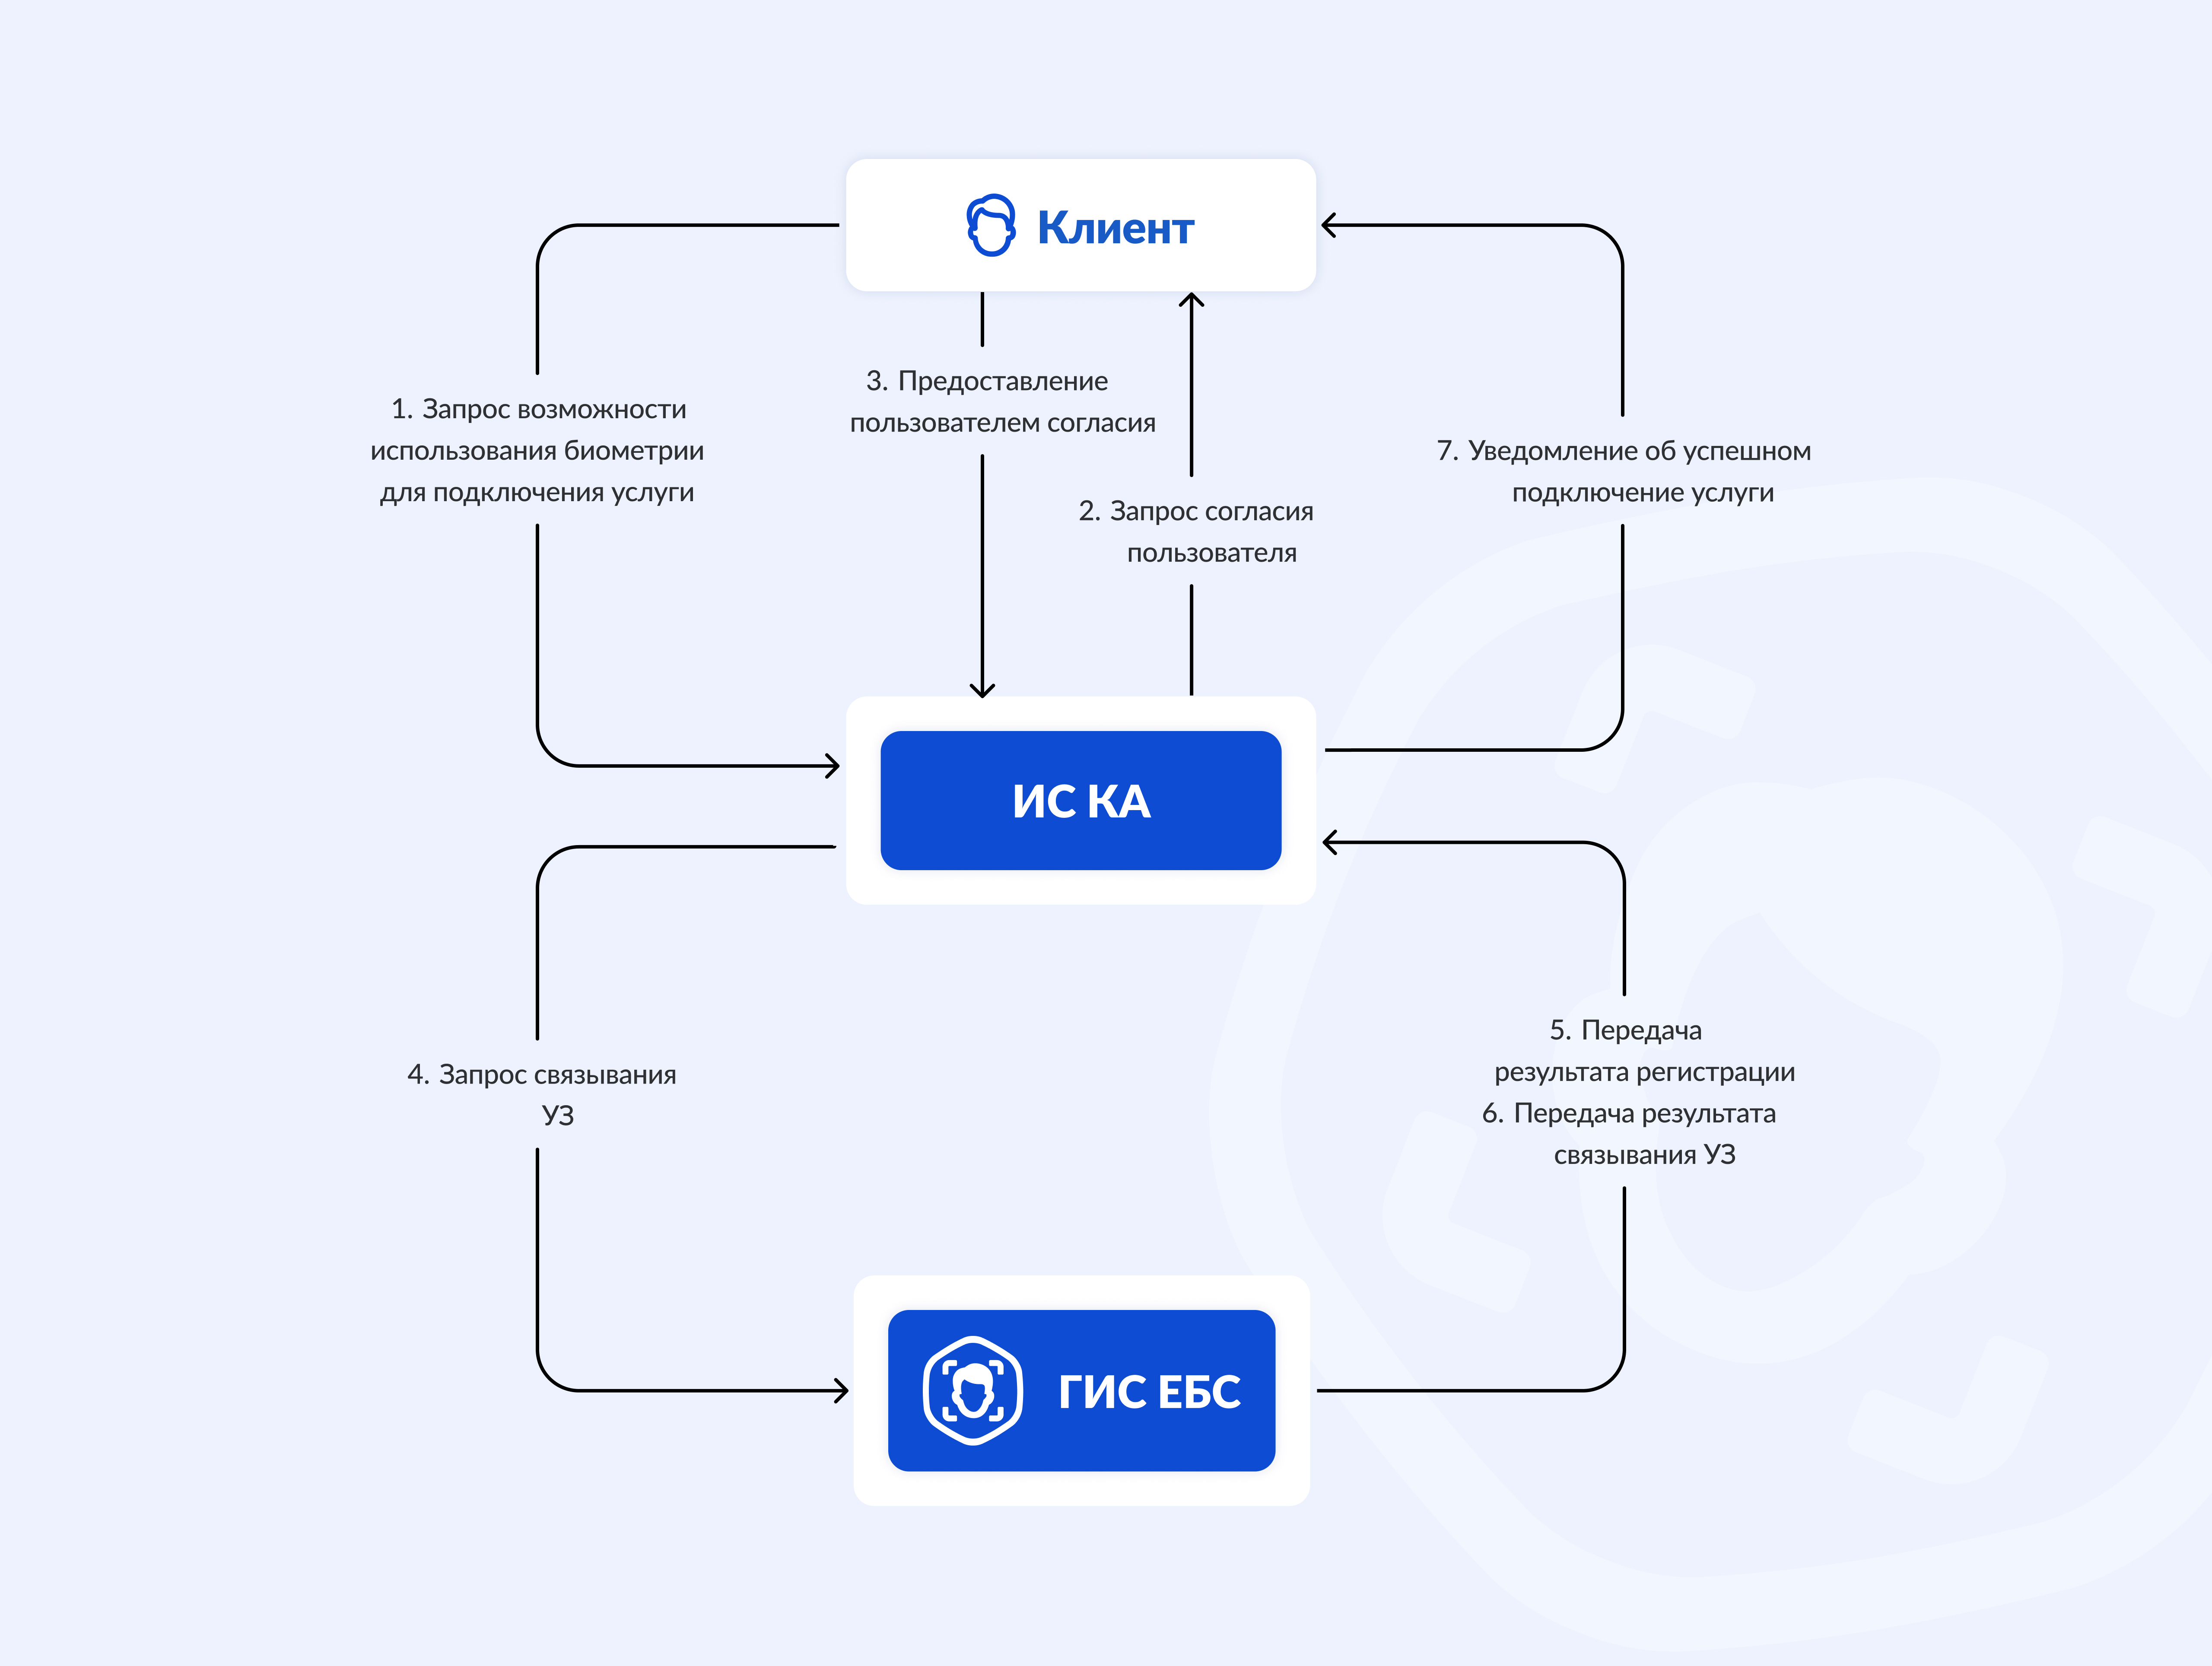 Клиент
1. Запрос возможности
использования биометрии
для подключения услуги
3. Предоставление
пользователем согласия
2. Запрос согласия
пользователя
7. Уведомление об успешном
подключение услуги
ИС КА
4. Запрос связывания
УЗ
5. Передача
результата регистрации
6. Передача результата
связывания УЗ
ГИС ЕБС